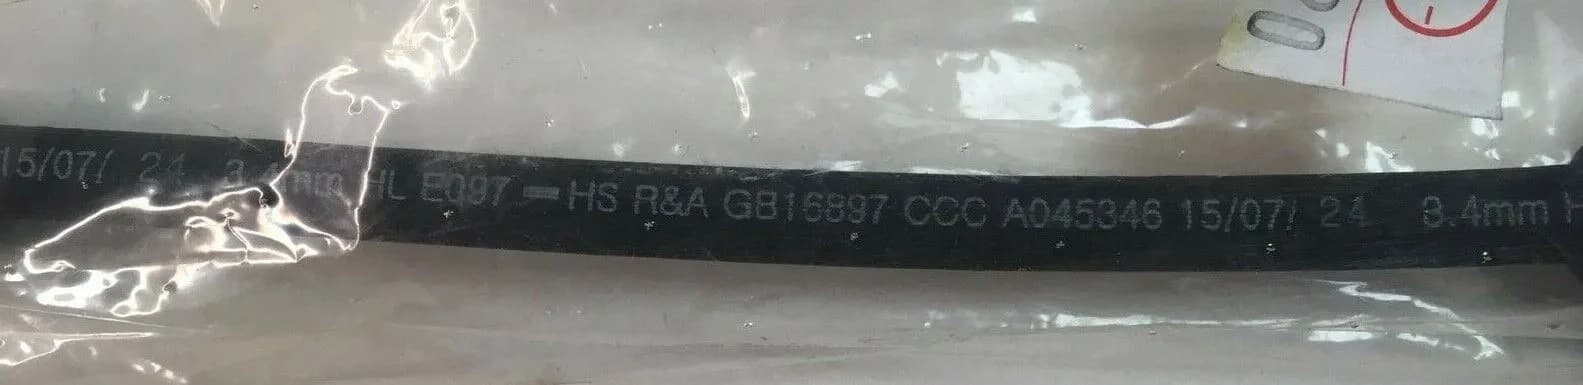 15/07/ 24 3.4mm HL E097 = HS R&A GB16897 CCC A045346 15/07/ 24 3.4mm H